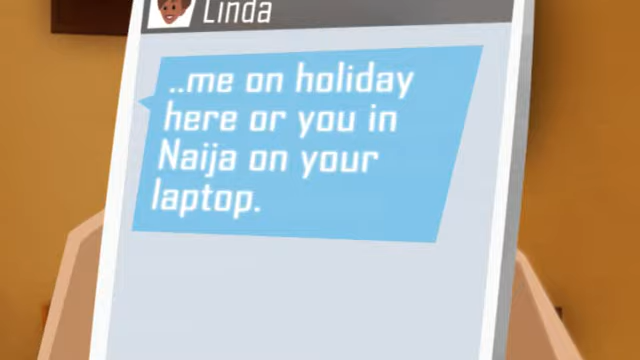 Linda
..me on holiday
here or you in
Naija on your
laptop.